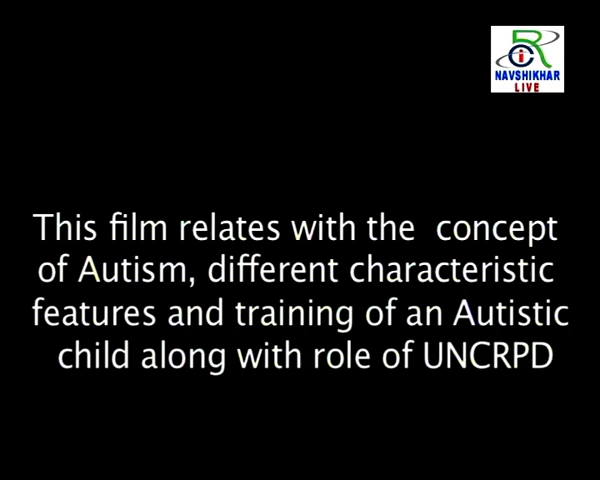 RCi
NAVSHIKHAR
LIVE
This film relates with the concept
of Autism, different characteristic
features and training of an Autistic
child along with role of UNCRPD